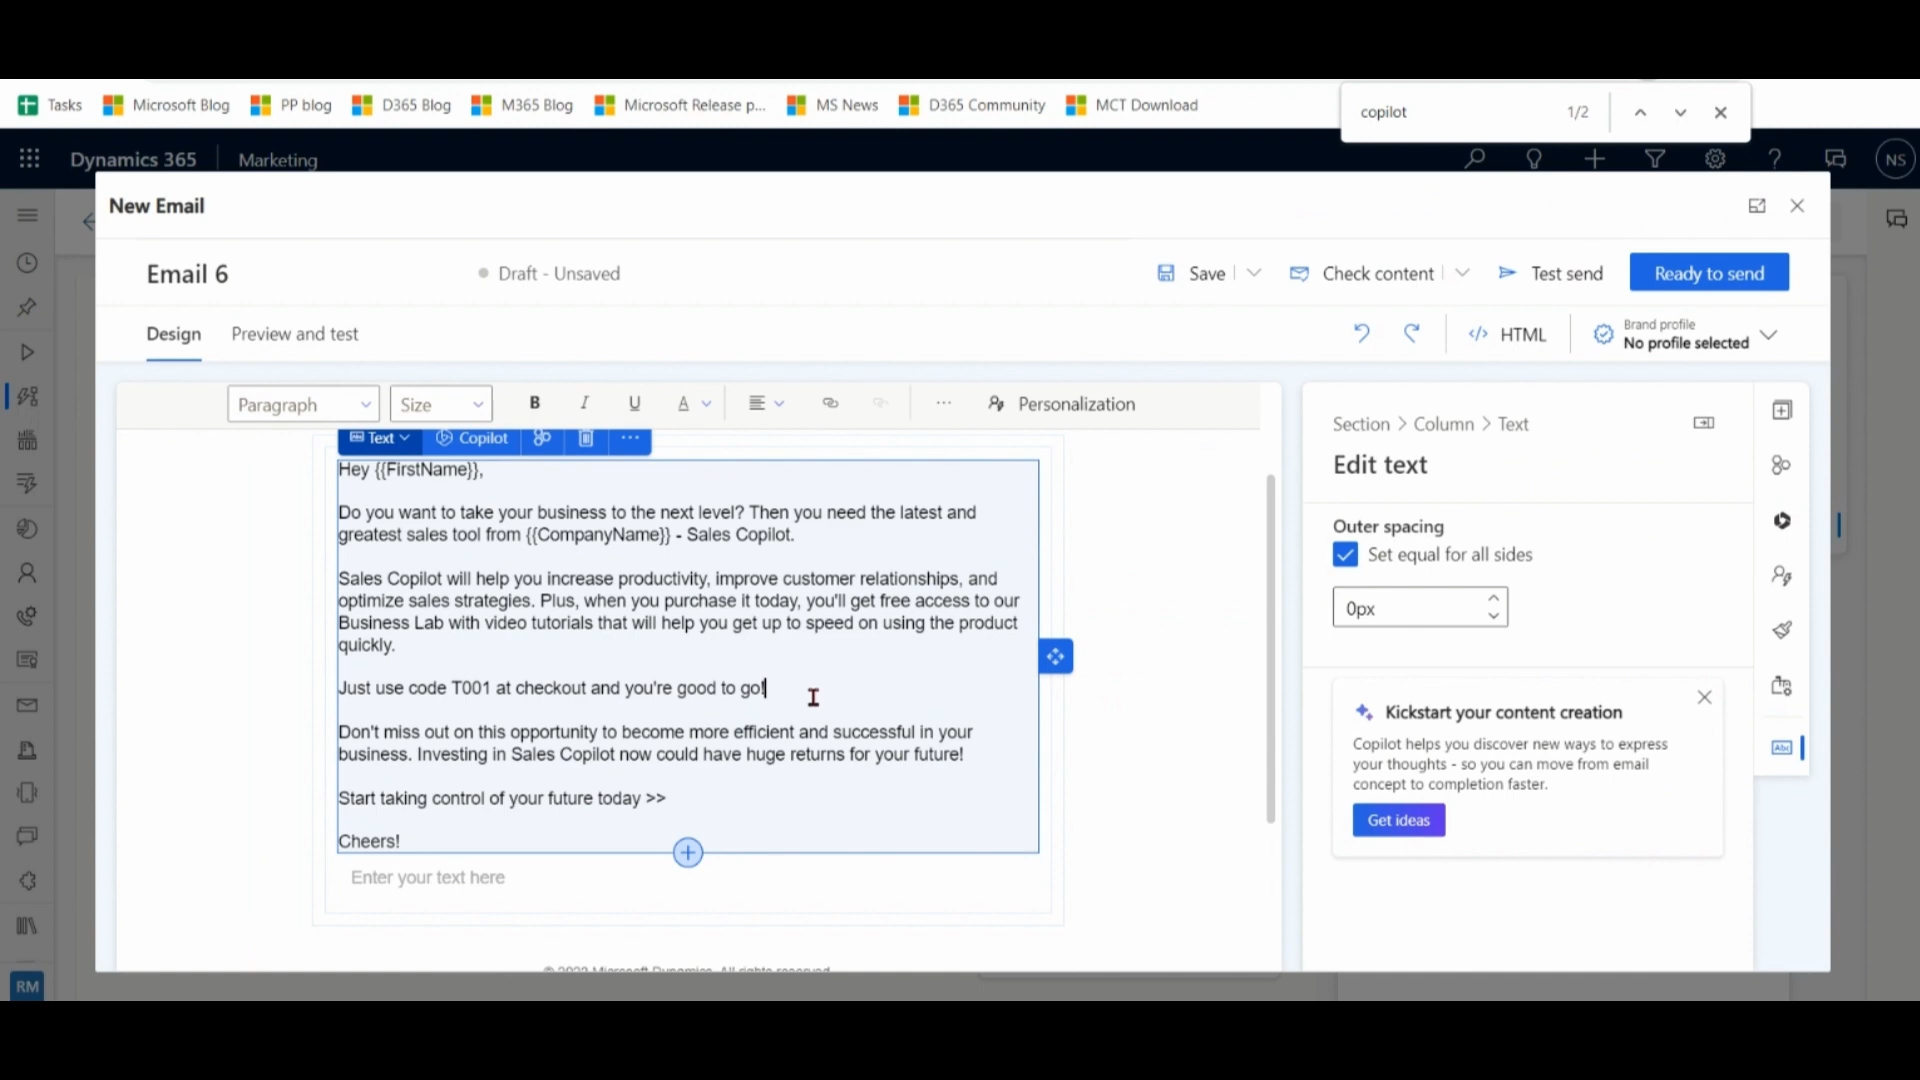 Tasks Microsoft Blog PP blog D365 Blog M365 Blog Microsoft Release p... MS News D365 Community MCT Download
copilot 1/2
Dynamics 365 Marketing NS
New Email
Email 6 Draft - Unsaved Save Check content Test send Ready to send
Design Preview and test HTML Brand profile
No profile selected
Paragraph Size B I U A ... Personalization
Text Copilot ...
Hey {{FirstName}},
Do you want to take your business to the next level? Then you need the latest and
greatest sales tool from {{CompanyName}} - Sales Copilot.
Sales Copilot will help you increase productivity, improve customer relationships, and
optimize sales strategies. Plus, when you purchase it today, you'll get free access to our
Business Lab with video tutorials that will help you get up to speed on using the product
quickly.
Just use code T001 at checkout and you're good to go!
Don't miss out on this opportunity to become more efficient and successful in your
business. Investing in Sales Copilot now could have huge returns for your future!
Start taking control of your future today >>
Cheers!
Enter your text here
Microsoft Dynamics. All rights reserved.
Section > Column > Text
Edit text
Outer spacing
Set equal for all sides
0px
Kickstart your content creation
Copilot helps you discover new ways to express
your thoughts - so you can move from email
concept to completion faster.
Get ideas
Abc
RM